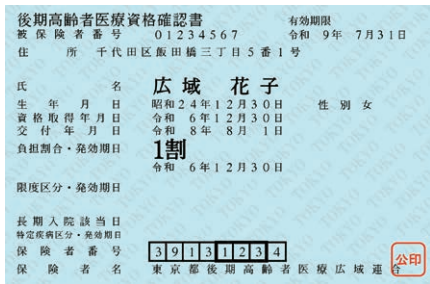 後期高齢者医療資格確認書 有効期限
被保険者番号 01234567 令和 9年 7月31日
住所 千代田区飯田橋三丁目5番1号
氏名 広域 花子
生年月日 昭和24年12月30日 性別 女
資格取得年月日 令和 6年12月30日
交付年月日 令和 8年 8月 1日
負担割合・発効期日 1割
令和 6年12月30日
限度区分・発効期日
長期入院該当日
特定疾病区分・発効期日
保険者番号 39131234
保険者名 東京都後期高齢者医療広域連合
公印